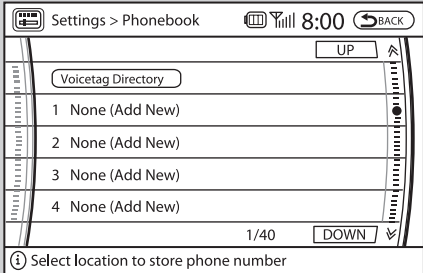 Settings > Phonebook 8:00 BACK
UP
Voicetag Directory
1 None (Add New)
2 None (Add New)
3 None (Add New)
4 None (Add New)
1/40 DOWN
i Select location to store phone number